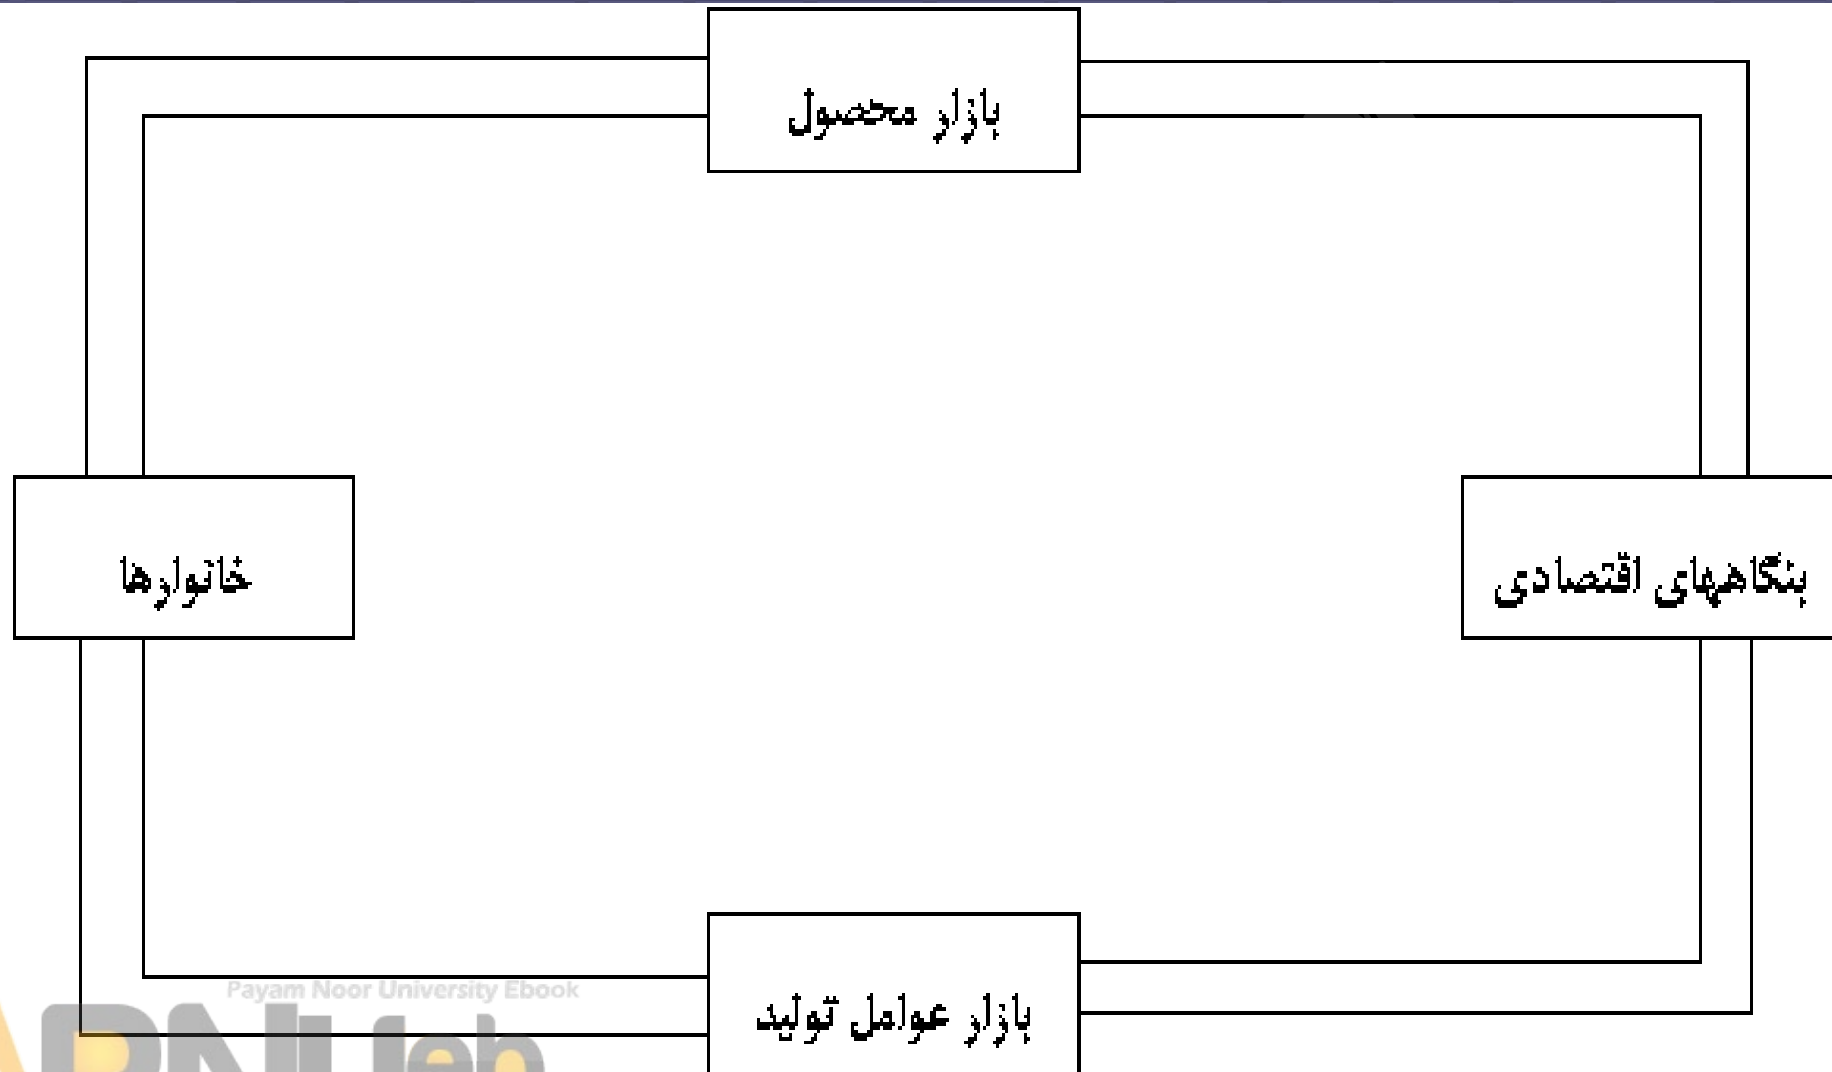 بازار محصول
بنگاههای اقتصادی
خانوارها
بازار عوامل تولید
Payam Noor University Ebook